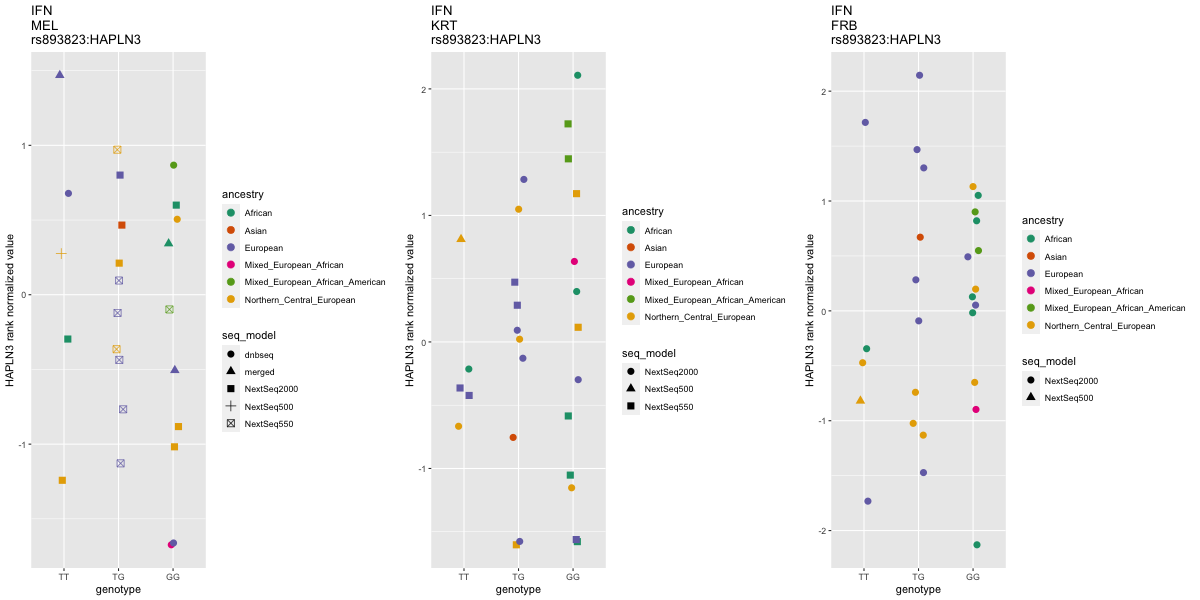 IFN
MEL
rs893823:HAPLN3
HAPLN3 rank normalized value
1
0
-1
TT
TG
GG
genotype
ancestry
African
Asian
European
Mixed_European_African
Mixed_European_African_American
Northern_Central_European
seq_model
dnbseq
merged
NextSeq2000
NextSeq500
NextSeq550
IFN
KRT
rs893823:HAPLN3
HAPLN3 rank normalized value
2
1
0
-1
TT
TG
GG
genotype
ancestry
African
Asian
European
Mixed_European_African
Mixed_European_African_American
Northern_Central_European
seq_model
NextSeq2000
NextSeq500
NextSeq550
IFN
FRB
rs893823:HAPLN3
HAPLN3 rank normalized value
2
1
0
-1
-2
TT
TG
GG
genotype
ancestry
African
Asian
European
Mixed_European_African
Mixed_European_African_American
Northern_Central_European
seq_model
NextSeq2000
NextSeq500